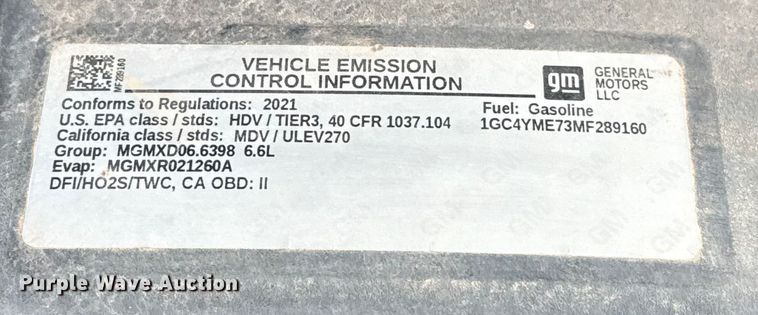 MF289160
VEHICLE EMISSION
CONTROL INFORMATION
gm
GENERAL
MOTORS
LLC
Conforms to Regulations: 2021
Fuel: Gasoline
U.S. EPA class / stds: HDV / TIER3, 40 CFR 1037.104
1GC4YME73MF289160
California class / stds: MDV / ULEV270
Group: MGMXD06.6398 6.6L
Evap: MGMXR021260A
DFI/HO2S/TWC, CA OBD: II
Purple Wave Auction